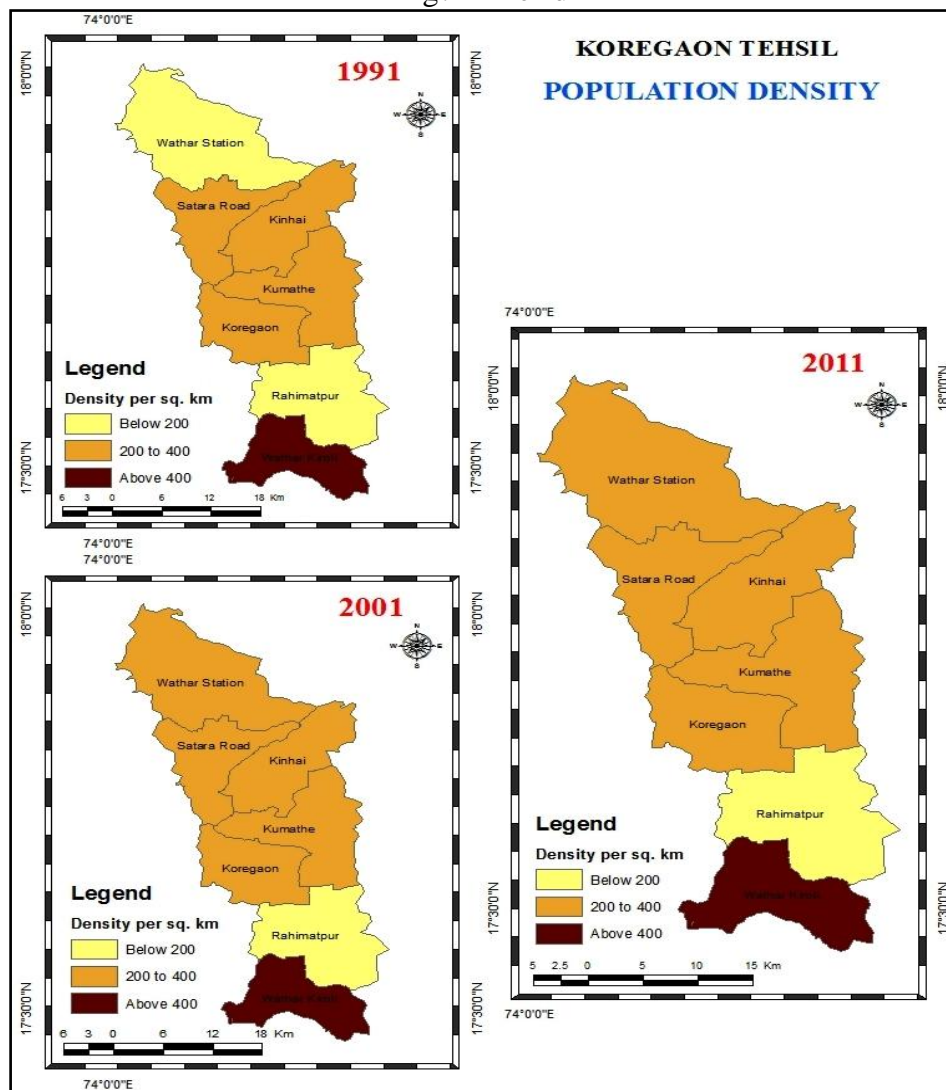 KOREGAON TEHSIL
POPULATION DENSITY
74°0'0"E
18°0'0"N
1991
N
W E
S
Wathar Station
Satara Road
Kinhai
Kumathe
Koregaon
Rahimatpur
Legend
Density per sq. km
Below 200
200 to 400
Above 400
17°30'0"N
6 3 0 6 12 18 Km
74°0'0"E
74°0'0"E
18°0'0"N
2001
N
W E
S
Wathar Station
Satara Road
Kinhai
Kumathe
Koregaon
Rahimatpur
Legend
Density per sq. km
Below 200
200 to 400
Above 400
17°30'0"N
17°30'0"N
6 3 0 6 12 18 Km
74°0'0"E
74°0'0"E
18°0'0"N
18°0'0"N
2011
N
W E
S
Wathar Station
Satara Road
Kinhai
Kumathe
Koregaon
Rahimatpur
Legend
Density per sq. km
Below 200
200 to 400
Above 400
17°30'0"N
5 2.5 0 5 10 15 Km
74°0'0"E